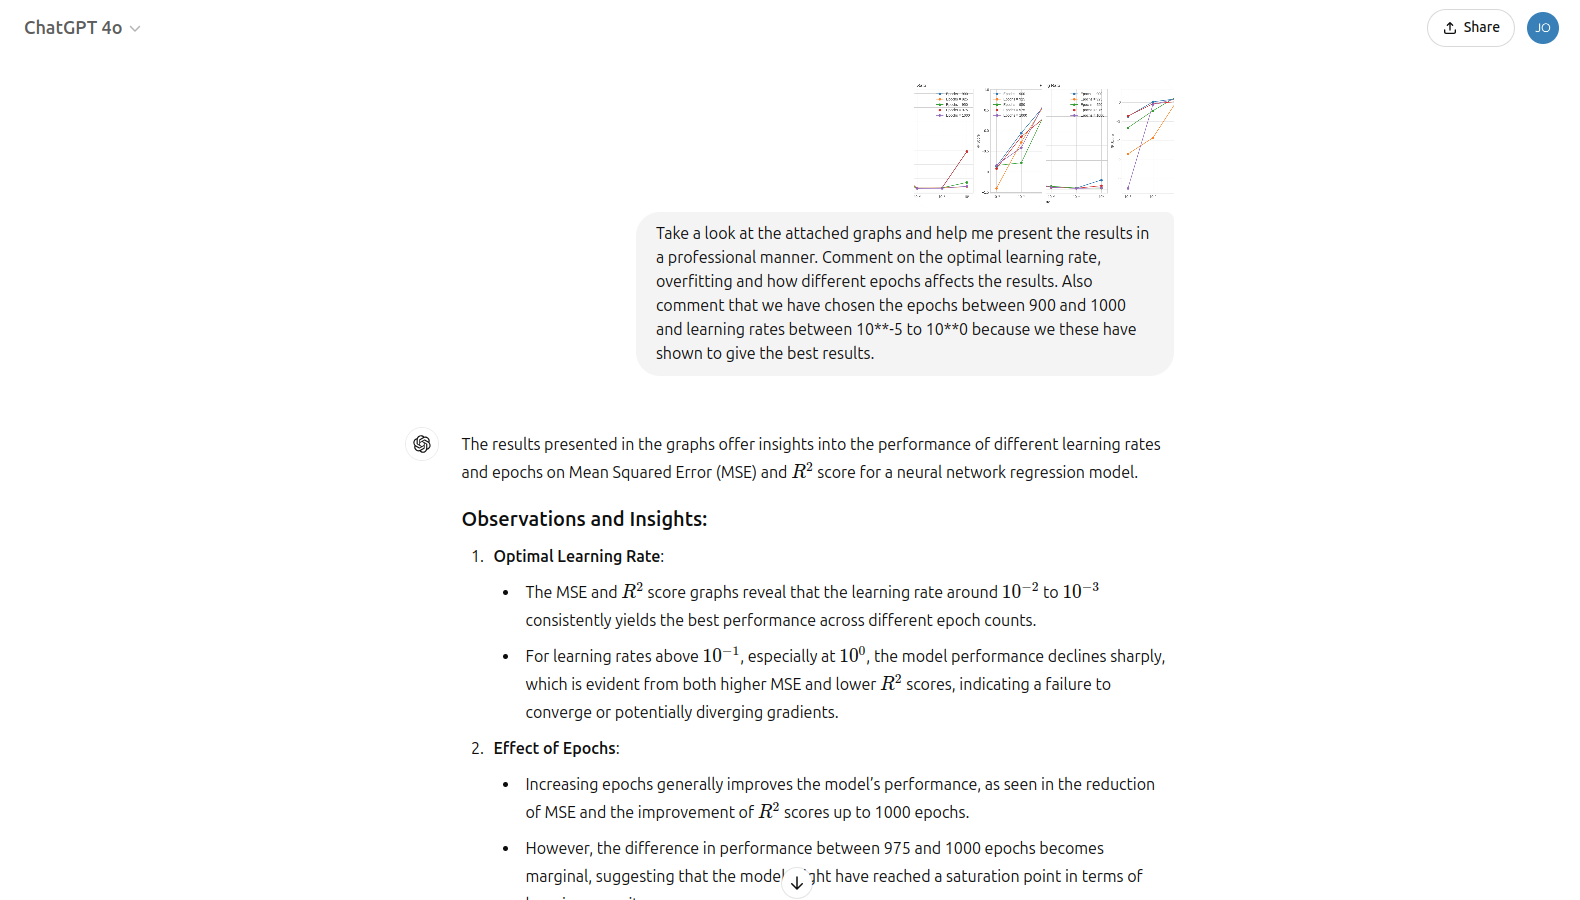 ChatGPT 4o
Share
JO
Take a look at the attached graphs and help me present the results in
a professional manner. Comment on the optimal learning rate,
overfitting and how different epochs affects the results. Also
comment that we have chosen the epochs between 900 and 1000
and learning rates between 10**-5 to 10**0 because we these have
shown to give the best results.
The results presented in the graphs offer insights into the performance of different learning rates
and epochs on Mean Squared Error (MSE) and R² score for a neural network regression model.
Observations and Insights:
1. Optimal Learning Rate:
• The MSE and R² score graphs reveal that the learning rate around 10⁻² to 10⁻³
consistently yields the best performance across different epoch counts.
• For learning rates above 10⁻¹, especially at 10⁰, the model performance declines sharply,
which is evident from both higher MSE and lower R² scores, indicating a failure to
converge or potentially diverging gradients.
2. Effect of Epochs:
• Increasing epochs generally improves the model’s performance, as seen in the reduction
of MSE and the improvement of R² scores up to 1000 epochs.
• However, the difference in performance between 975 and 1000 epochs becomes
marginal, suggesting that the model have reached a saturation point in terms of